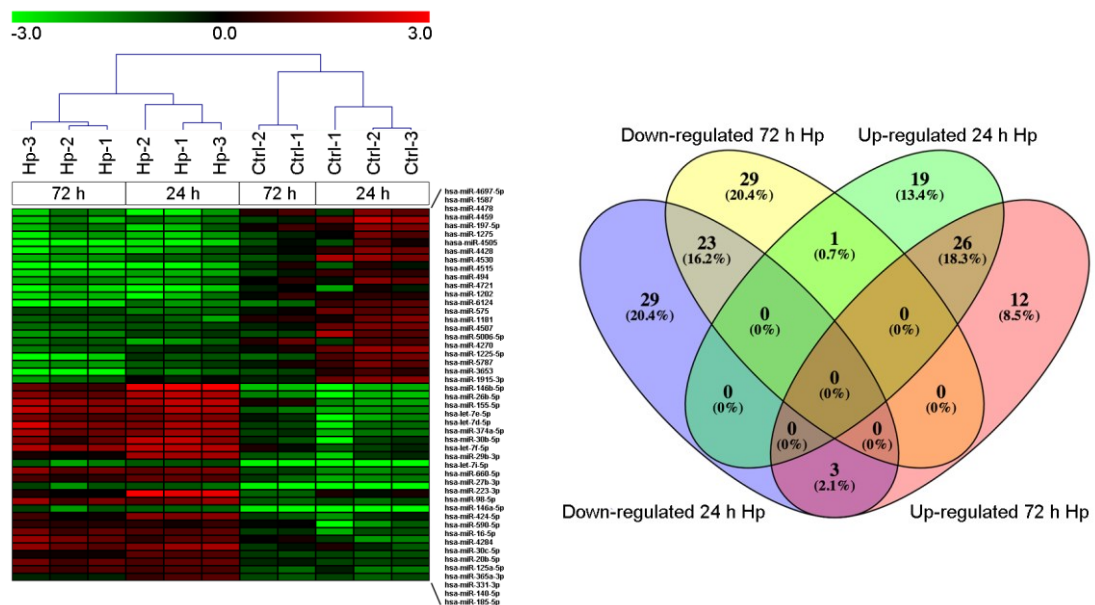 -3.0 0.0 3.0
Hp-3 Hp-2 Hp-1 Hp-2 Hp-1 Hp-3 Ctrl-2 Ctrl-1 Ctrl-1 Ctrl-2 Ctrl-3
72 h 24 h 72 h 24 h
hsa-miR-4697-5p
hsa-miR-1587
hsa-miR-4478
hsa-miR-4459
has-miR-197-5p
has-miR-1275
hasa-miR-4505
hsa-miR-4428
hsa-miR-4530
hsa-miR-4515
has-miR-494
has-miR-4721
hsa-miR-1202
hsa-miR-6124
hsa-miR-575
hsa-miR-1181
hsa-miR-4507
hsa-miR-5006-5p
hsa-miR-4270
hsa-miR-1225-5p
hsa-miR-5787
hsa-miR-3653
hsa-miR-1915-3p
hsa-miR-146b-5p
hsa-miR-26b-5p
hsa-miR-155-5p
hsa-let-7e-5p
hsa-let-7d-5p
hsa-miR-374a-5p
hsa-miR-30b-5p
hsa-let-7f-5p
hsa-miR-29b-3p
hsa-let-7i-5p
hsa-miR-660-5p
hsa-miR-27b-3p
hsa-miR-223-3p
hsa-miR-98-5p
hsa-miR-146a-5p
hsa-miR-424-5p
hsa-miR-590-5p
hsa-miR-16-5p
hsa-miR-4284
hsa-miR-30c-5p
hsa-miR-20b-5p
hsa-miR-125a-5p
hsa-miR-365a-3p
hsa-miR-331-3p
hsa-miR-140-5p
hsa-miR-185-5p
Down-regulated 72 h Hp
Up-regulated 24 h Hp
29
(20.4%)
19
(13.4%)
23
(16.2%)
1
(0.7%)
26
(18.3%)
29
(20.4%)
0
(0%)
0
(0%)
12
(8.5%)
0
(0%)
0
(0%)
0
(0%)
0
(0%)
0
(0%)
3
(2.1%)
Down-regulated 24 h Hp
Up-regulated 72 h Hp